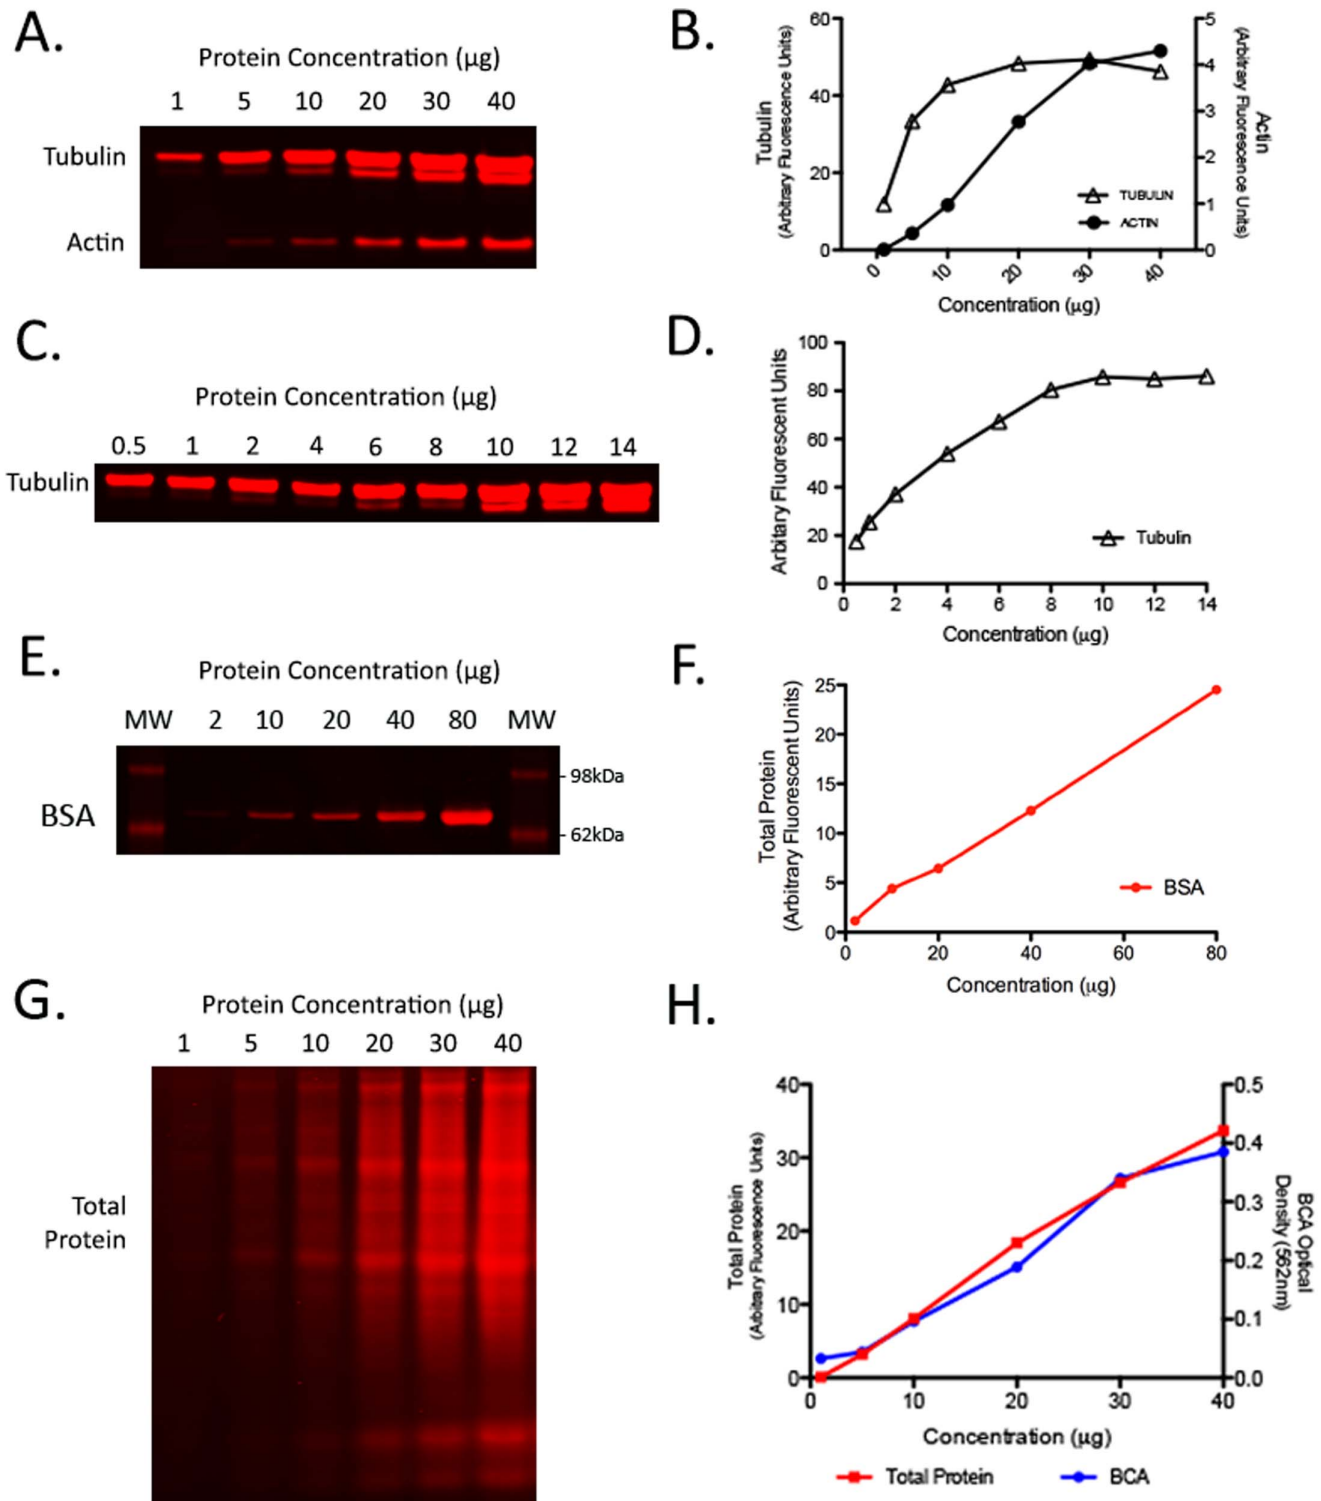 A.
Protein Concentration (µg)
1 5 10 20 30 40
Tubulin
Actin
B.
60
40
20
0
Tubulin
(Arbitrary Fluorescence Units)
5
4
3
2
1
0
Actin
(Arbitrary Fluorescence Units)
TUBULIN
ACTIN
0 10 20 30 40
Concentration (µg)
C.
Protein Concentration (µg)
0.5 1 2 4 6 8 10 12 14
Tubulin
D.
100
80
60
40
20
0
Arbitary Fluorescent Units
Tubulin
0 2 4 6 8 10 12 14
Concentration (µg)
E.
Protein Concentration (µg)
MW 2 10 20 40 80 MW
BSA
- 98kDa
- 62kDa
F.
25
20
15
10
5
0
Total Protein
(Arbitrary Fluorescent Units)
BSA
0 20 40 60 80
Concentration (µg)
G.
Protein Concentration (µg)
1 5 10 20 30 40
Total
Protein
H.
40
30
20
10
0
Total Protein
(Arbitrary Fluorescence Units)
0.5
0.4
0.3
0.2
0.1
0.0
BCA Optical
Density (562nm)
0 10 20 30 40
Concentration (µg)
Total Protein
BCA